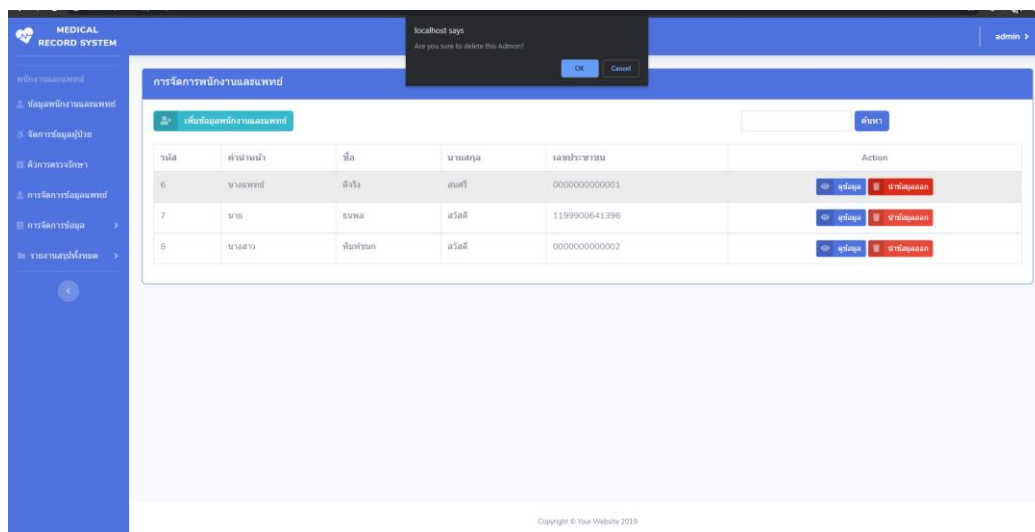 MEDICAL
RECORD SYSTEM
localhost says
Are you sure to delete this Admon?
OK Cancel
admin >
พนักงานและแพทย์
ข้อมูลพนักงานและแพทย์
จัดการข้อมูลผู้ป่วย
คิวการตรวจรักษา
การจัดการข้อมูลแพทย์
การจัดการข้อมูล >
รายงานสรุปทั้งหมด >
การจัดการพนักงานและแพทย์
เพิ่มข้อมูลพนักงานและแพทย์ ค้นหา
รหัส คำนำหน้า ชื่อ นามสกุล เลขประชาชน Action
6 นางแพทย์ ดีจริง สมศรี 0000000000001 ดูข้อมูล นำข้อมูลออก
7 นาย ธนพล สวัสดี 1199900641396 ดูข้อมูล นำข้อมูลออก
8 นางสาว พิมพ์ชนก สวัสดี 0000000000002 ดูข้อมูล นำข้อมูลออก
Copyright © Your Website 2019